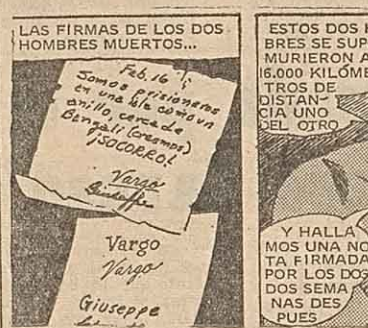 LAS FIRMAS DE LOS DOS
HOMBRES MUERTOS...
Feb. 16
Somos prisioneros
en una isla como un
anillo, cerca de
Bengali (creemos)
¡SOCORRO!
Vargo
Giuseppe
Vargo
Vargo
Giuseppe
ESTOS DOS
BRES SE SUP
MURIERON A
16.000 KILÓME
TROS DE
DISTAN-
CIA UNO
DEL OTRO
Y HALLA
MOS UNA NO
TA FIRMADA
POR LOS DOS
DOS SEMA
NAS DES
PUES